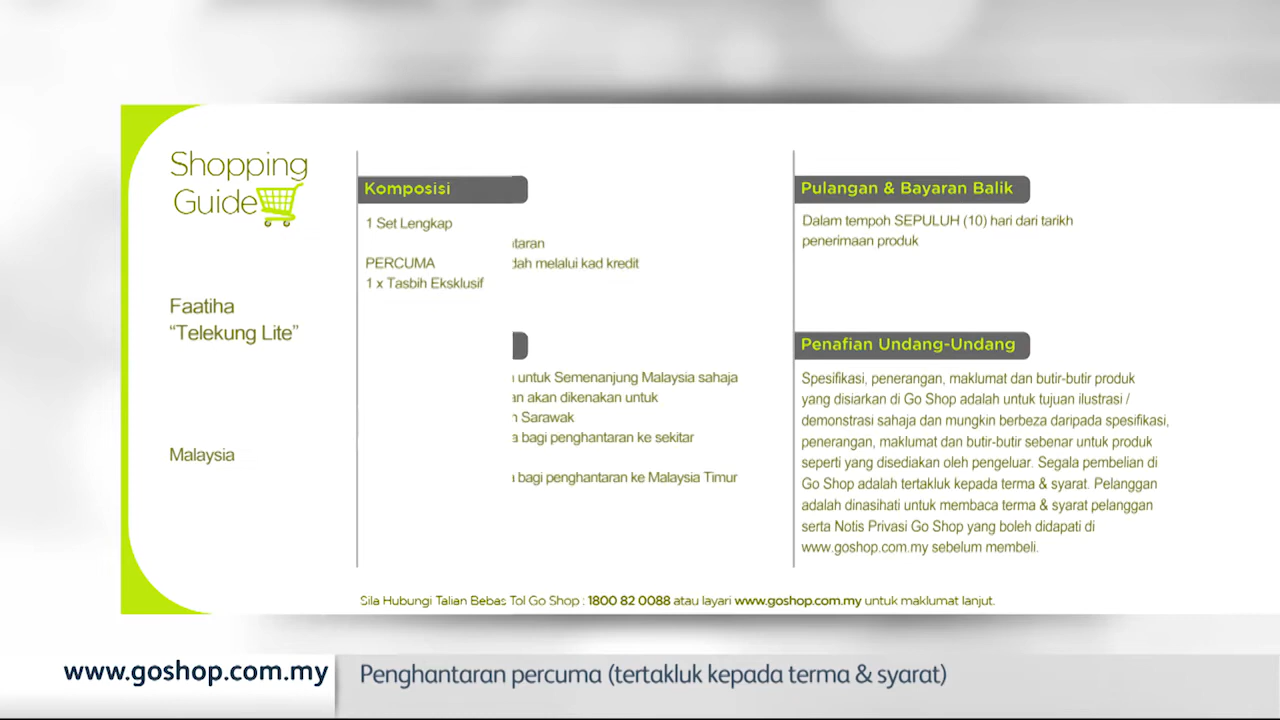 Shopping
Guide
Faatiha
“Telekung Lite”
Malaysia
Komposisi
1 Set Lengkap
PERCUMA
melalui kad kredit
1 x Tasbih Eksklusif
untuk Semenanjung Malaysia sahaja
akan dikenakan untuk
Sarawak
bagi penghantaran ke sekitar
bagi penghantaran ke Malaysia Timur
Pulangan & Bayaran Balik
Dalam tempoh SEPULUH (10) hari dari tarikh
penerimaan produk
Penafian Undang-Undang
Spesifikasi, penerangan, maklumat dan butir-butir produk
yang disiarkan di Go Shop adalah untuk tujuan ilustrasi /
demonstrasi sahaja dan mungkin berbeza daripada spesifikasi,
penerangan, maklumat dan butir-butir sebenar untuk produk
seperti yang disediakan oleh pengeluar. Segala pembelian di
Go Shop adalah tertakluk kepada terma & syarat. Pelanggan
adalah dinasihati untuk membaca terma & syarat pelanggan
serta Notis Privasi Go Shop yang boleh didapati di
www.goshop.com.my sebelum membeli.
Sila Hubungi Talian Bebas Tol Go Shop : 1800 82 0088 atau layari www.goshop.com.my untuk maklumat lanjut.
www.goshop.com.my
Penghantaran percuma (tertakluk kepada terma & syarat)